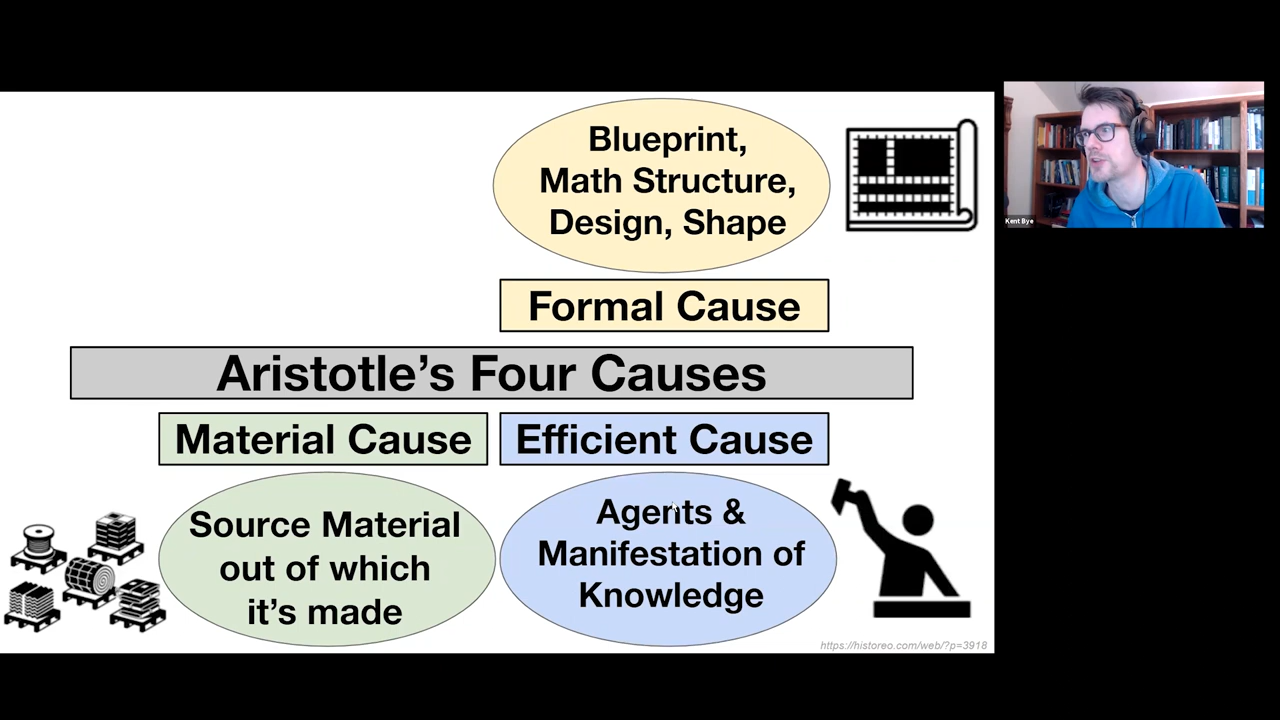 Blueprint,
Math Structure,
Design, Shape
Formal Cause
Aristotle’s Four Causes
Material Cause
Efficient Cause
Source Material
out of which
it’s made
Agents &
Manifestation of
Knowledge
https://historeo.com/web/?p=3918
Kent Bye